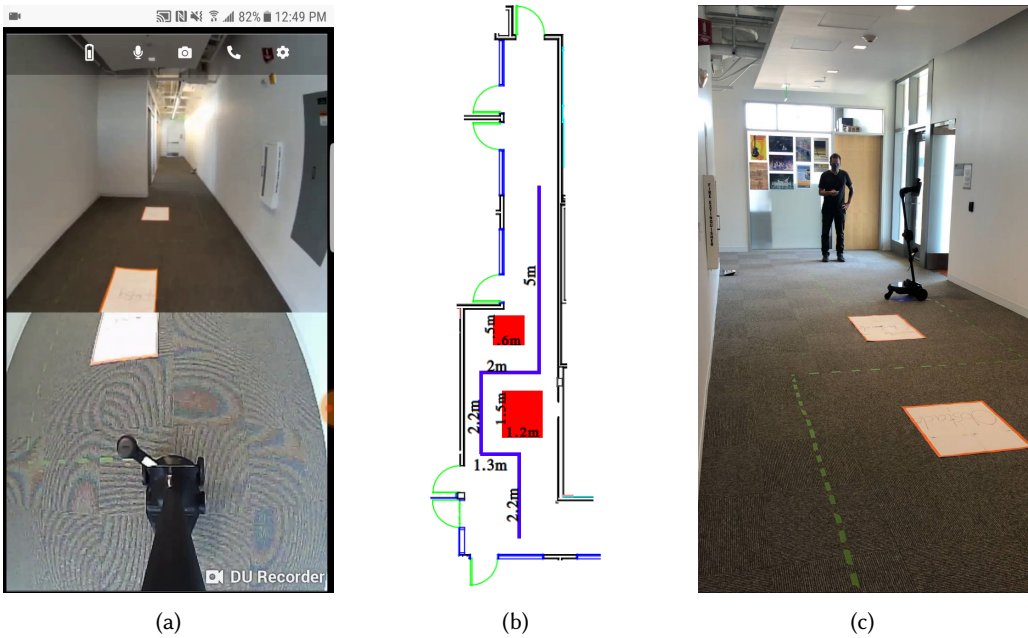 82% 12:49 PM
DU Recorder
5m
.5m
.6m
2m
1.5m
2.2m
1.2m
1.3m
2.2m
(a)
(b)
(c)